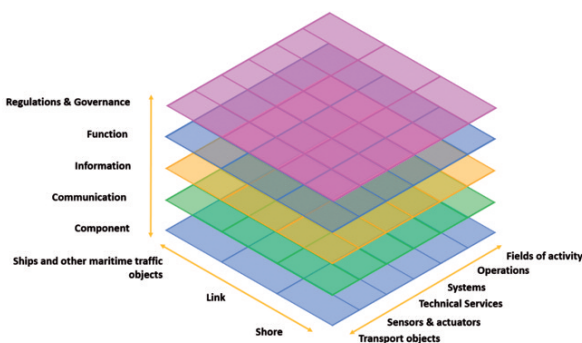 Regulations & Governance
Function
Information
Communication
Component
Ships and other maritime traffic
objects
Link
Shore
Fields of activity
Operations
Systems
Technical Services
Sensors & actuators
Transport objects